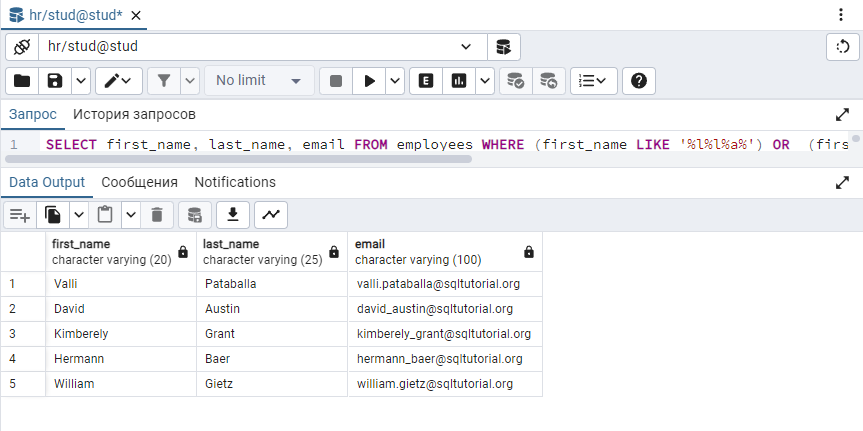 hr/stud@stud*
hr/stud@stud
No limit
E
Запрос История запросов
1 SELECT first_name, last_name, email FROM employees WHERE (first_name LIKE '%l%l%a%') OR (firs
Data Output Сообщения Notifications
first_name last_name email
character varying (20) character varying (25) character varying (100)
1 Valli Pataballa valli.pataballa@sqltutorial.org
2 David Austin david_austin@sqltutorial.org
3 Kimberely Grant kimberely_grant@sqltutorial.org
4 Hermann Baer hermann_baer@sqltutorial.org
5 William Gietz william.gietz@sqltutorial.org